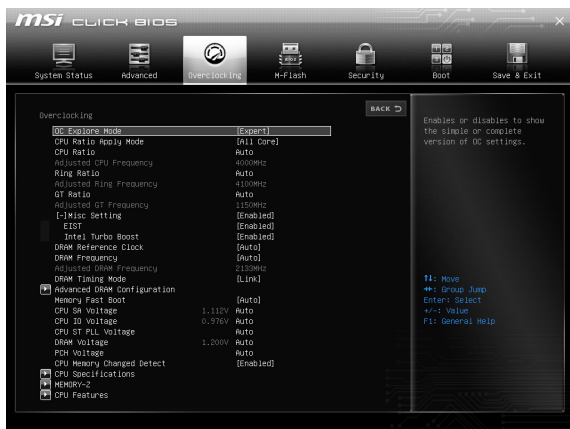 msi CLICK BIOS
×
System Status Advanced Overclocking M-Flash Security Boot Save & Exit
BACK
Overclocking
OC Explore Mode [Expert]
CPU Ratio Apply Mode [All Core]
CPU Ratio Auto
Adjusted CPU Frequency 4000MHz
Ring Ratio Auto
Adjusted Ring Frequency 4100MHz
GT Ratio Auto
Adjusted GT Frequency 1150MHz
[-]Misc Setting [Enabled]
EIST [Enabled]
Intel Turbo Boost [Enabled]
DRAM Reference Clock [Auto]
DRAM Frequency [Auto]
Adjusted DRAM Frequency 2133MHz
DRAM Timing Mode [Link]
Advanced DRAM Configuration
Memory Fast Boot [Auto]
CPU SA Voltage 1.112V Auto
CPU IO Voltage 0.976V Auto
CPU ST PLL Voltage Auto
DRAM Voltage 1.200V Auto
PCH Voltage Auto
CPU Memory Changed Detect [Enabled]
CPU Specifications
MEMORY-Z
CPU Features
Enables or disables to show
the simple or complete
version of OC settings.
↑↓: Move
↔: Group Jump
Enter: Select
+/-: Value
F1: General Help